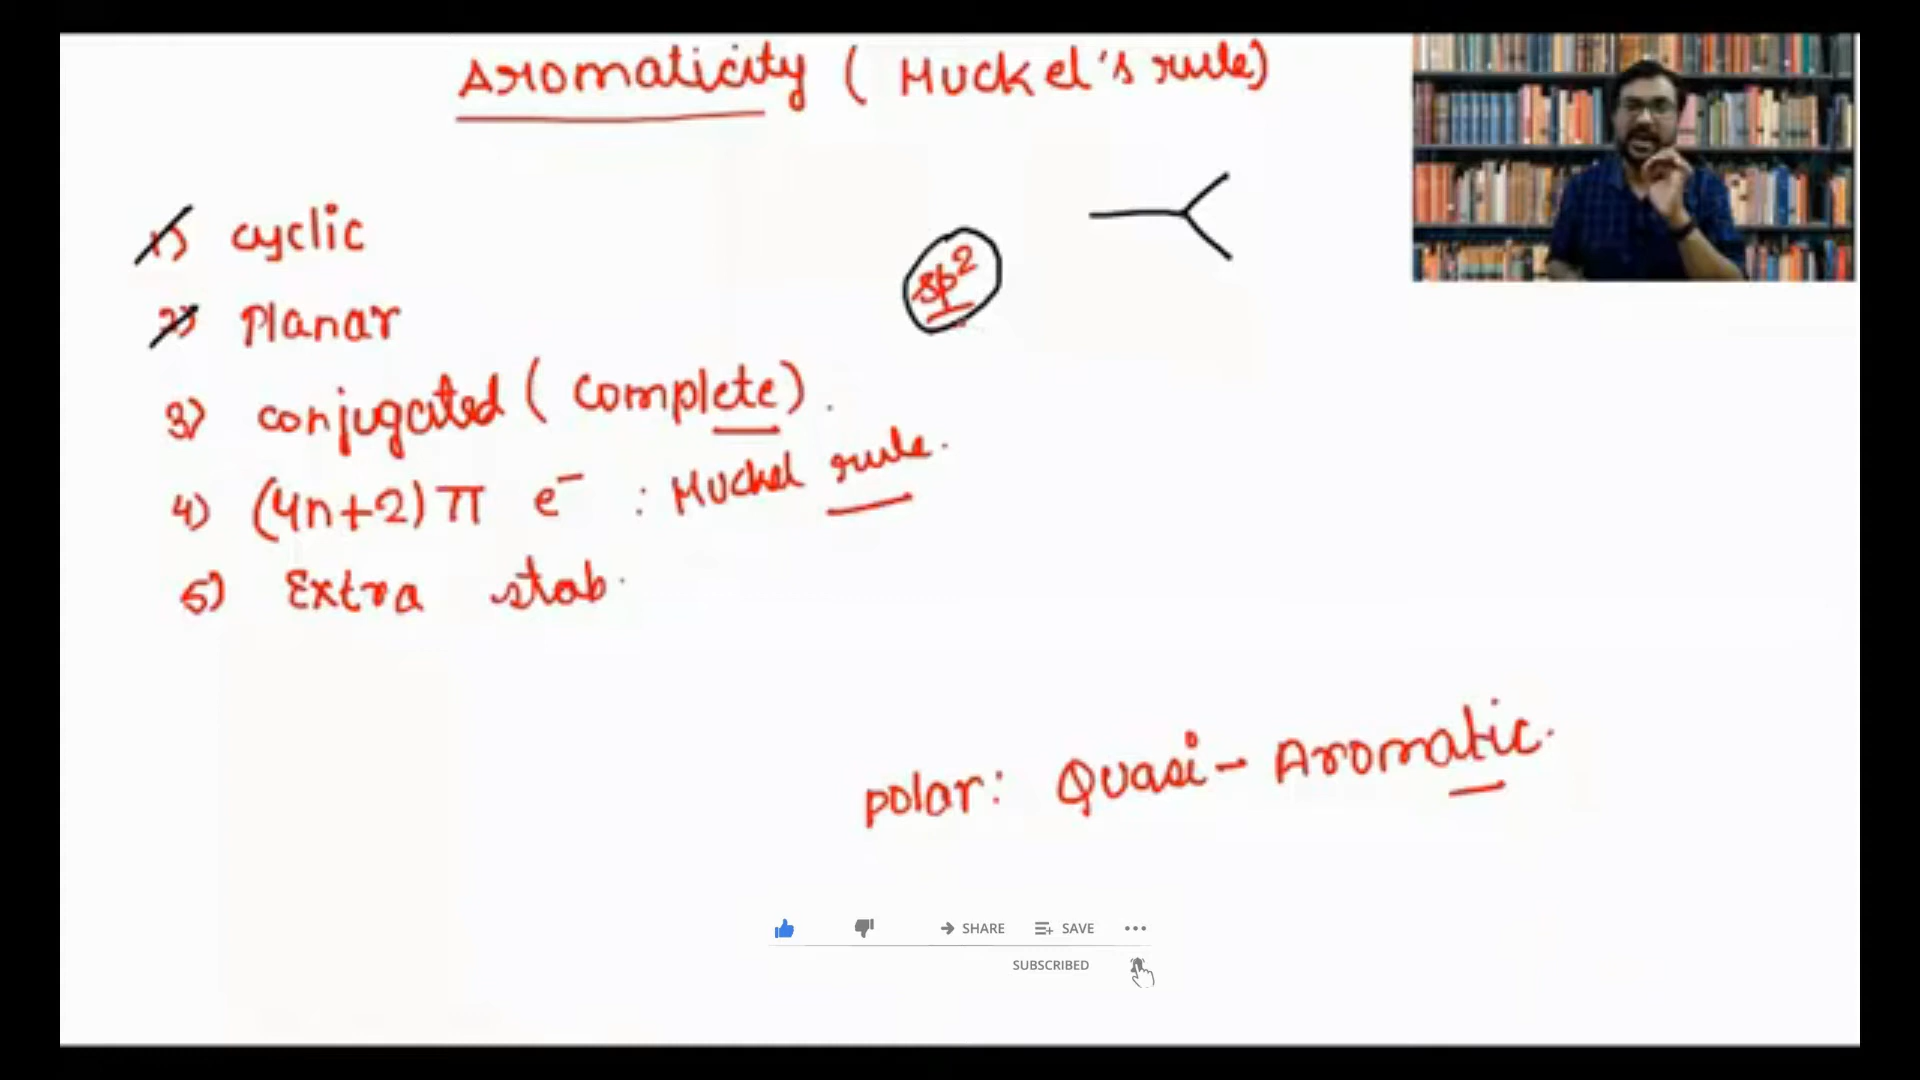 Aromaticity ( Huckel's rule)
1) cyclic
sp2
2) Planar
3) conjugated ( complete) .
4) (4n+2) π e⁻ : Huckel rule.
5) Extra stab.
polar: Quasi - Aromatic.
SHARE SAVE
SUBSCRIBED